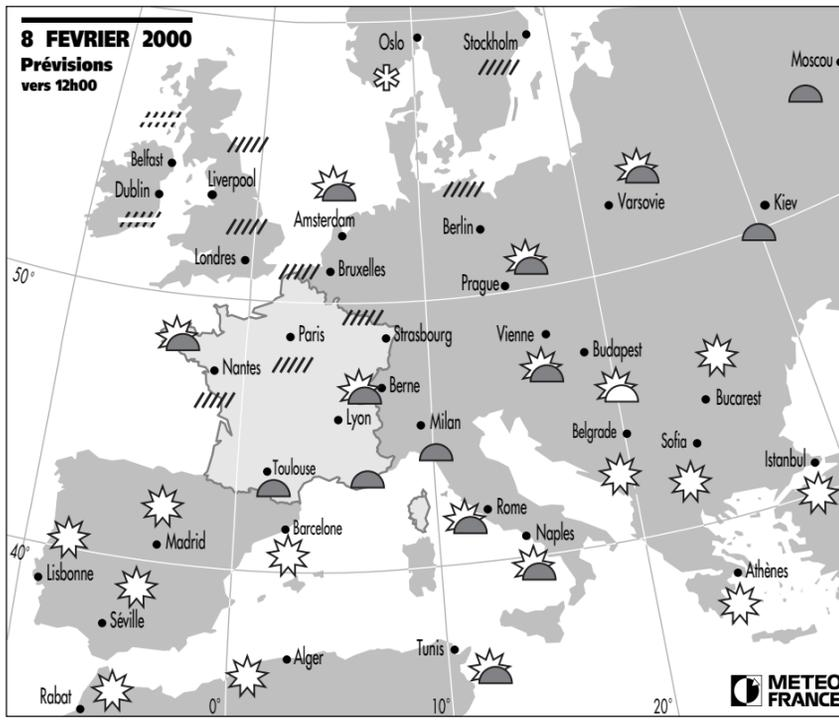 8 FEVRIER 2000
Prévisions
vers 12h00
Oslo
Stockholm
Moscou
Belfast
Dublin
Liverpool
Amsterdam
Berlin
Varsovie
Kiev
Londres
Bruxelles
Prague
50°
Paris
Strasbourg
Vienne
Budapest
Nantes
Berne
Bucarest
Lyon
Milan
Belgrade
Sofia
Istanbul
Toulouse
Rome
Naples
Barcelone
Madrid
40°
Lisbonne
Athènes
Séville
Alger
Tunis
Rabat
0°
10°
20°
METEO
FRANCE